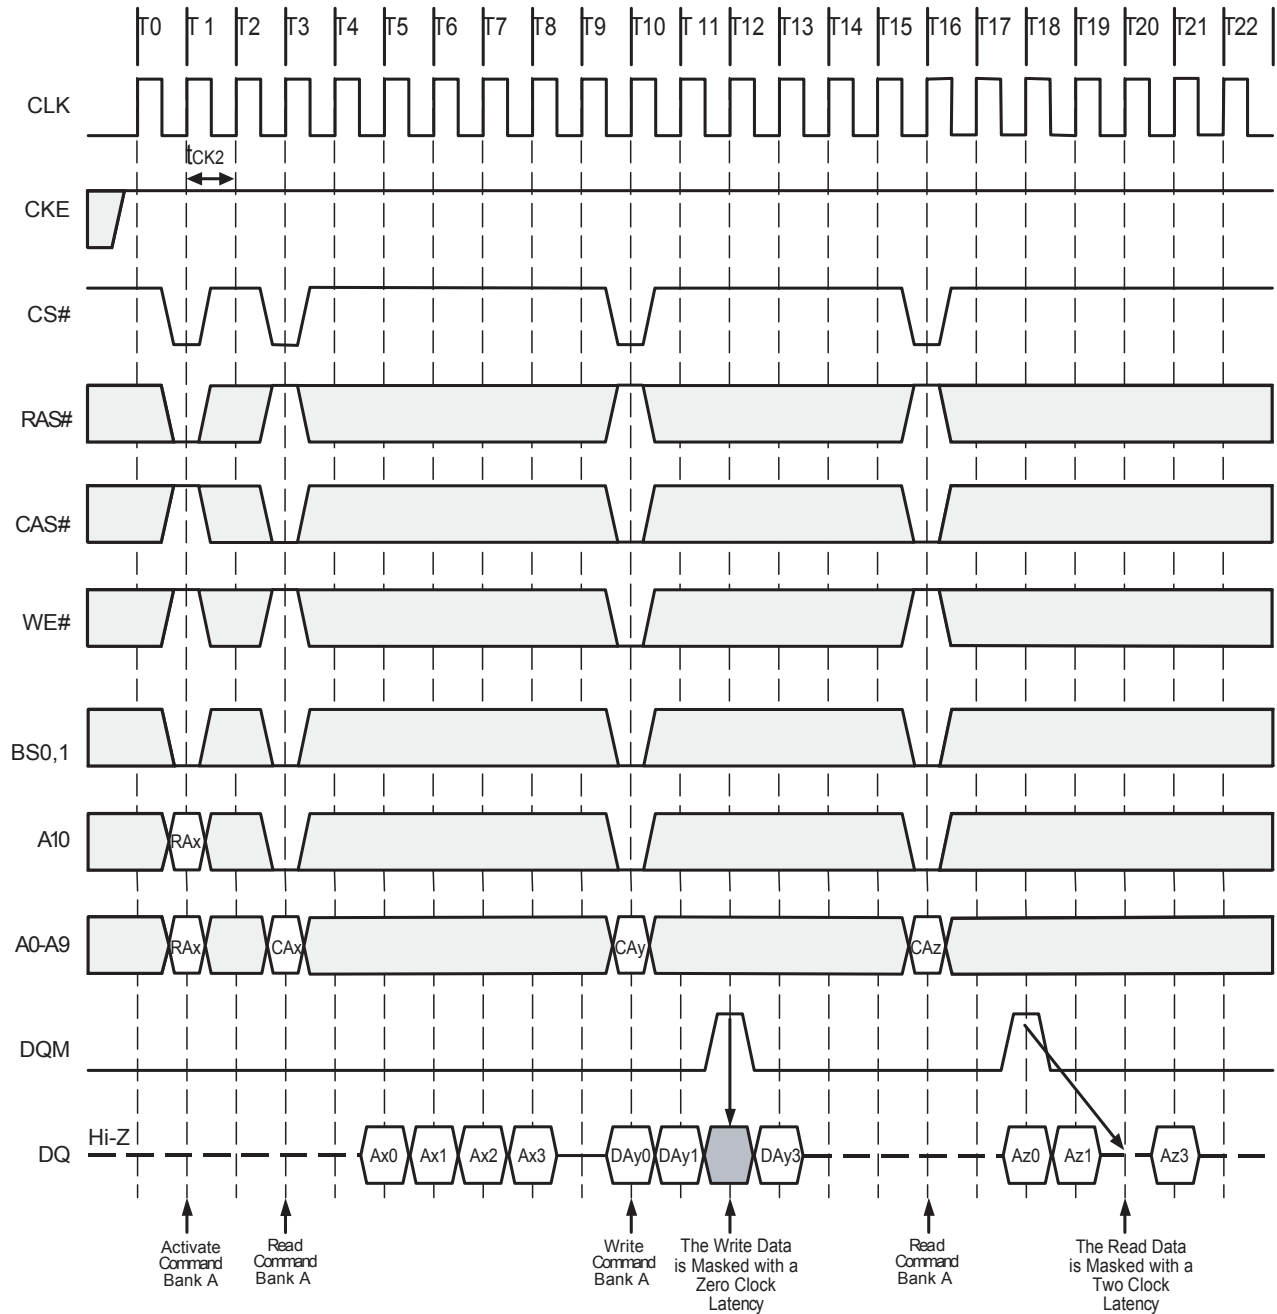 T0 T 1 T2 T3 T4 T5 T6 T7 T8 T9 T10 T 11 T12 T13 T14 T15 T16 T17 T18 T19 T20 T21 T22
CLK
tCK2
CKE
CS#
RAS#
CAS#
WE#
BS0,1
A10
RAx
A0-A9
RAx CAx CAy CAz
DQM
DQ
Hi-Z
Ax0 Ax1 Ax2 Ax3 DAy0 DAy1 DAy3 Az0 Az1 Az3
Activate
Command
Bank A
Read
Command
Bank A
Write
Command
Bank A
The Write Data
is Masked with a
Zero Clock
Latency
Read
Command
Bank A
The Read Data
is Masked with a
Two Clock
Latency